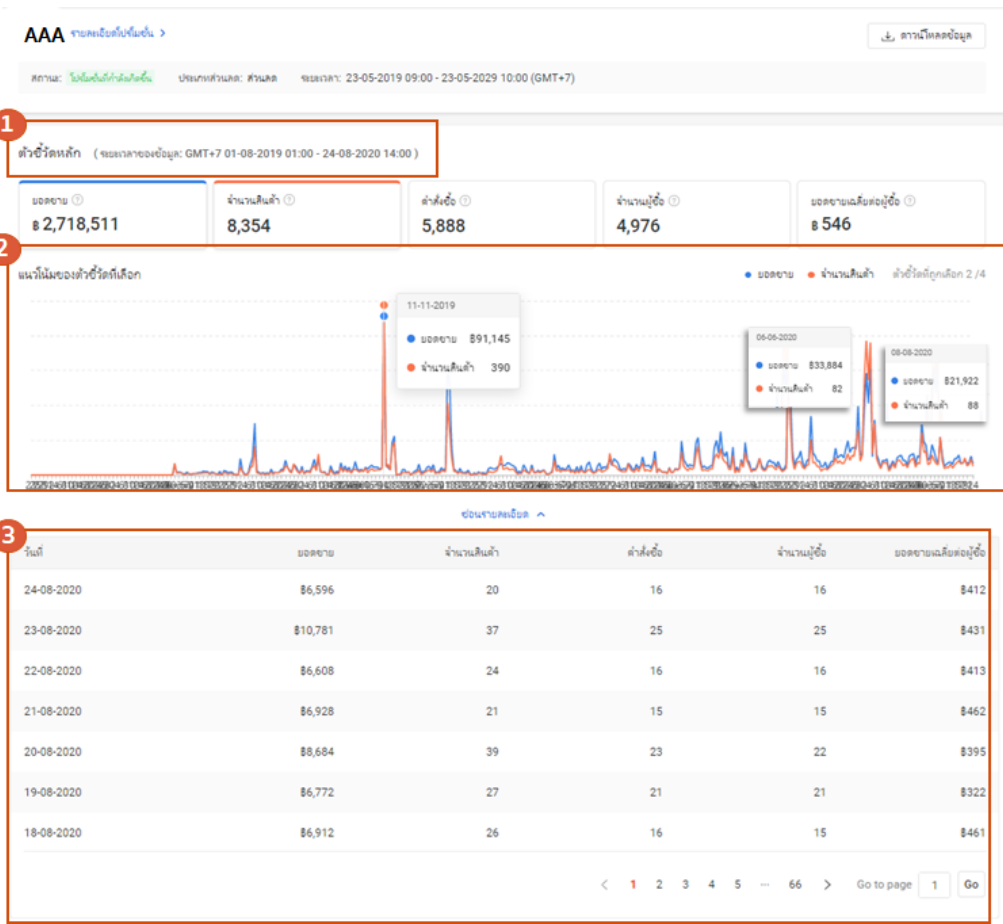 AAA รายละเอียดโปรโมชั่น >
ดาวน์โหลดข้อมูล
สถานะ: โปรโมชั่นที่กำลังเกิดขึ้น ประเภทส่วนลด: ส่วนลด ระยะเวลา: 23-05-2019 09:00 - 23-05-2029 10:00 (GMT+7)
1
ตัวชี้วัดหลัก ( ระยะเวลาของข้อมูล: GMT+7 01-08-2019 01:00 - 24-08-2020 14:00 )
ยอดขาย จำนวนสินค้า คำสั่งซื้อ จำนวนผู้ซื้อ ยอดขายเฉลี่ยต่อผู้ซื้อ
฿ 2,718,511 8,354 5,888 4,976 ฿ 546
2
แนวโน้มของตัวชี้วัดที่เลือก ยอดขาย จำนวนสินค้า ตัวชี้วัดที่ถูกเลือก 2 /4
11-11-2019
ยอดขาย ฿91,145
จำนวนสินค้า 390
06-06-2020
ยอดขาย ฿33,884
จำนวนสินค้า 82
08-08-2020
ยอดขาย ฿21,922
จำนวนสินค้า 88
ซ่อนรายละเอียด
3
วันที่ ยอดขาย จำนวนสินค้า คำสั่งซื้อ จำนวนผู้ซื้อ ยอดขายเฉลี่ยต่อผู้ซื้อ
24-08-2020 ฿6,596 20 16 16 ฿412
23-08-2020 ฿10,781 37 25 25 ฿431
22-08-2020 ฿6,608 24 16 16 ฿413
21-08-2020 ฿6,928 21 15 15 ฿462
20-08-2020 ฿8,684 39 23 22 ฿395
19-08-2020 ฿6,772 27 21 21 ฿322
18-08-2020 ฿6,912 26 16 15 ฿461
< 1 2 3 4 5 ... 66 > Go to page 1 Go